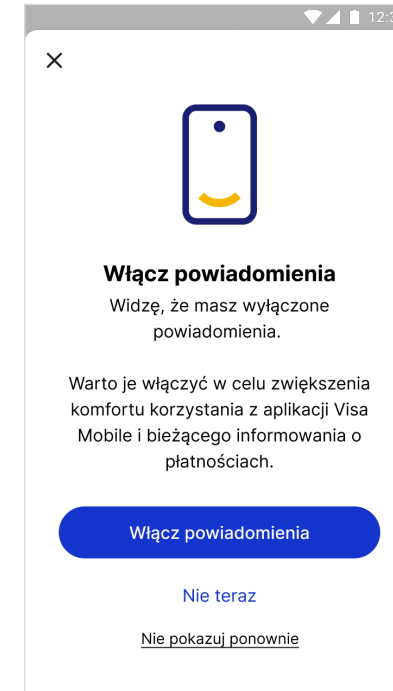 Włącz powiadomienia
Widzę, że masz wyłączone
powiadomienia.
Warto je włączyć w celu zwiększenia
komfortu korzystania z aplikacji Visa
Mobile i bieżącego informowania o
płatnościach.
Włącz powiadomienia
Nie teraz
Nie pokazuj ponownie